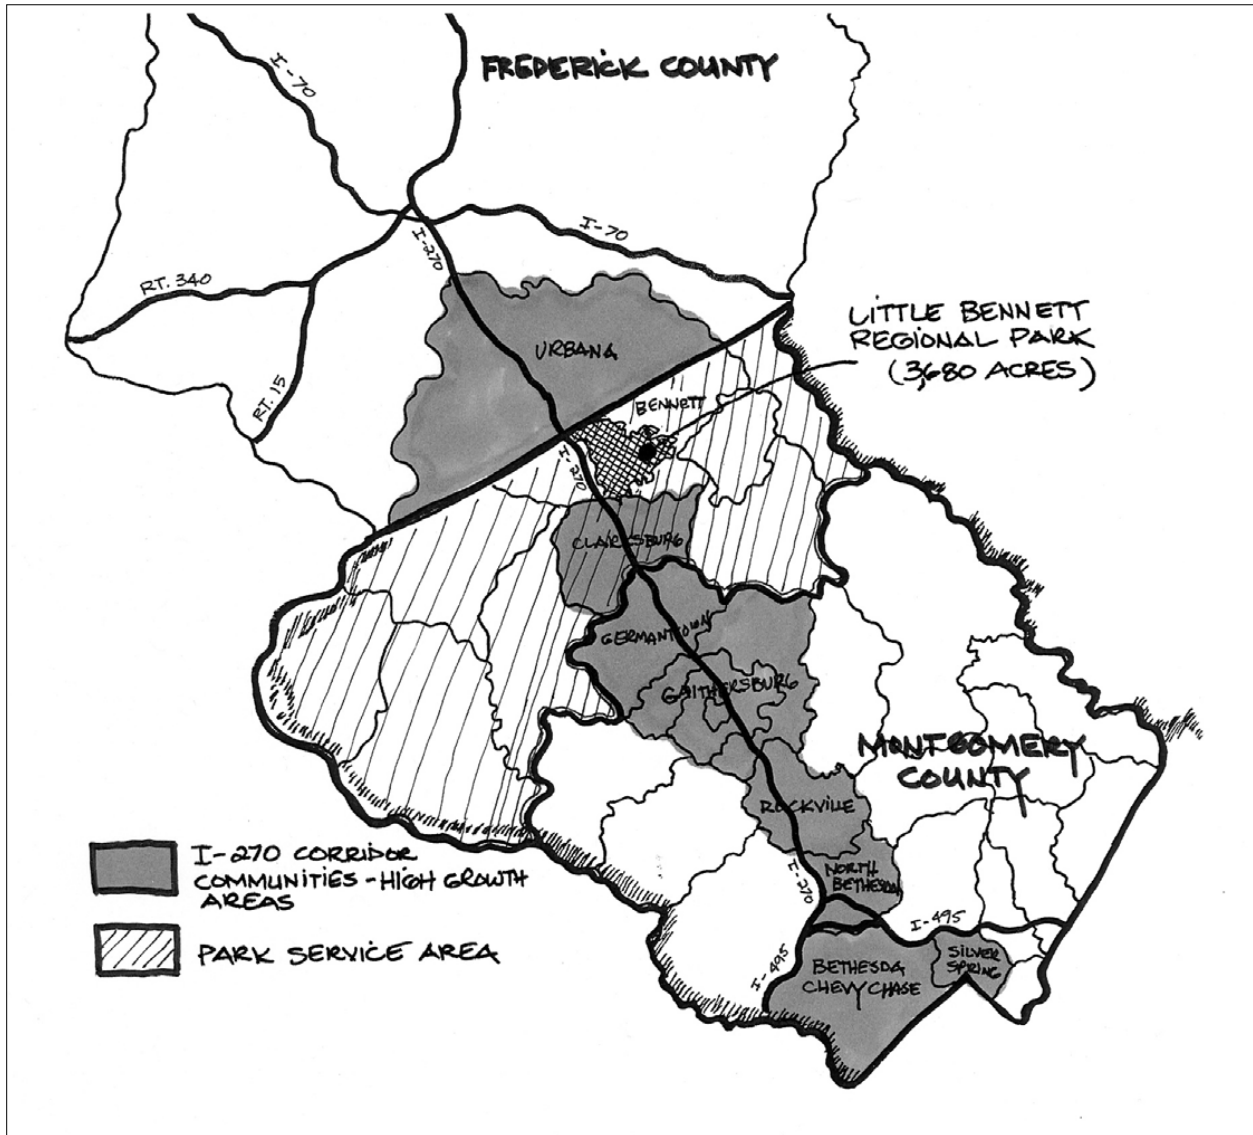 FREDERICK COUNTY
I-70
I-70
I-270
RT. 340
RT. 15
LITTLE BENNETT
REGIONAL PARK
(3,680 ACRES)
URBANA
BENNETT
I-270
CLARKSBURG
GERMANTOWN
GAITHERSBURG
MONTGOMERY
COUNTY
ROCKVILLE
I-270 CORRIDOR
COMMUNITIES - HIGH GROWTH
AREAS
NORTH
BETHESDA
I-270
I-495
PARK SERVICE AREA
I-495
BETHESDA
CHEVY CHASE
SILVER
SPRING